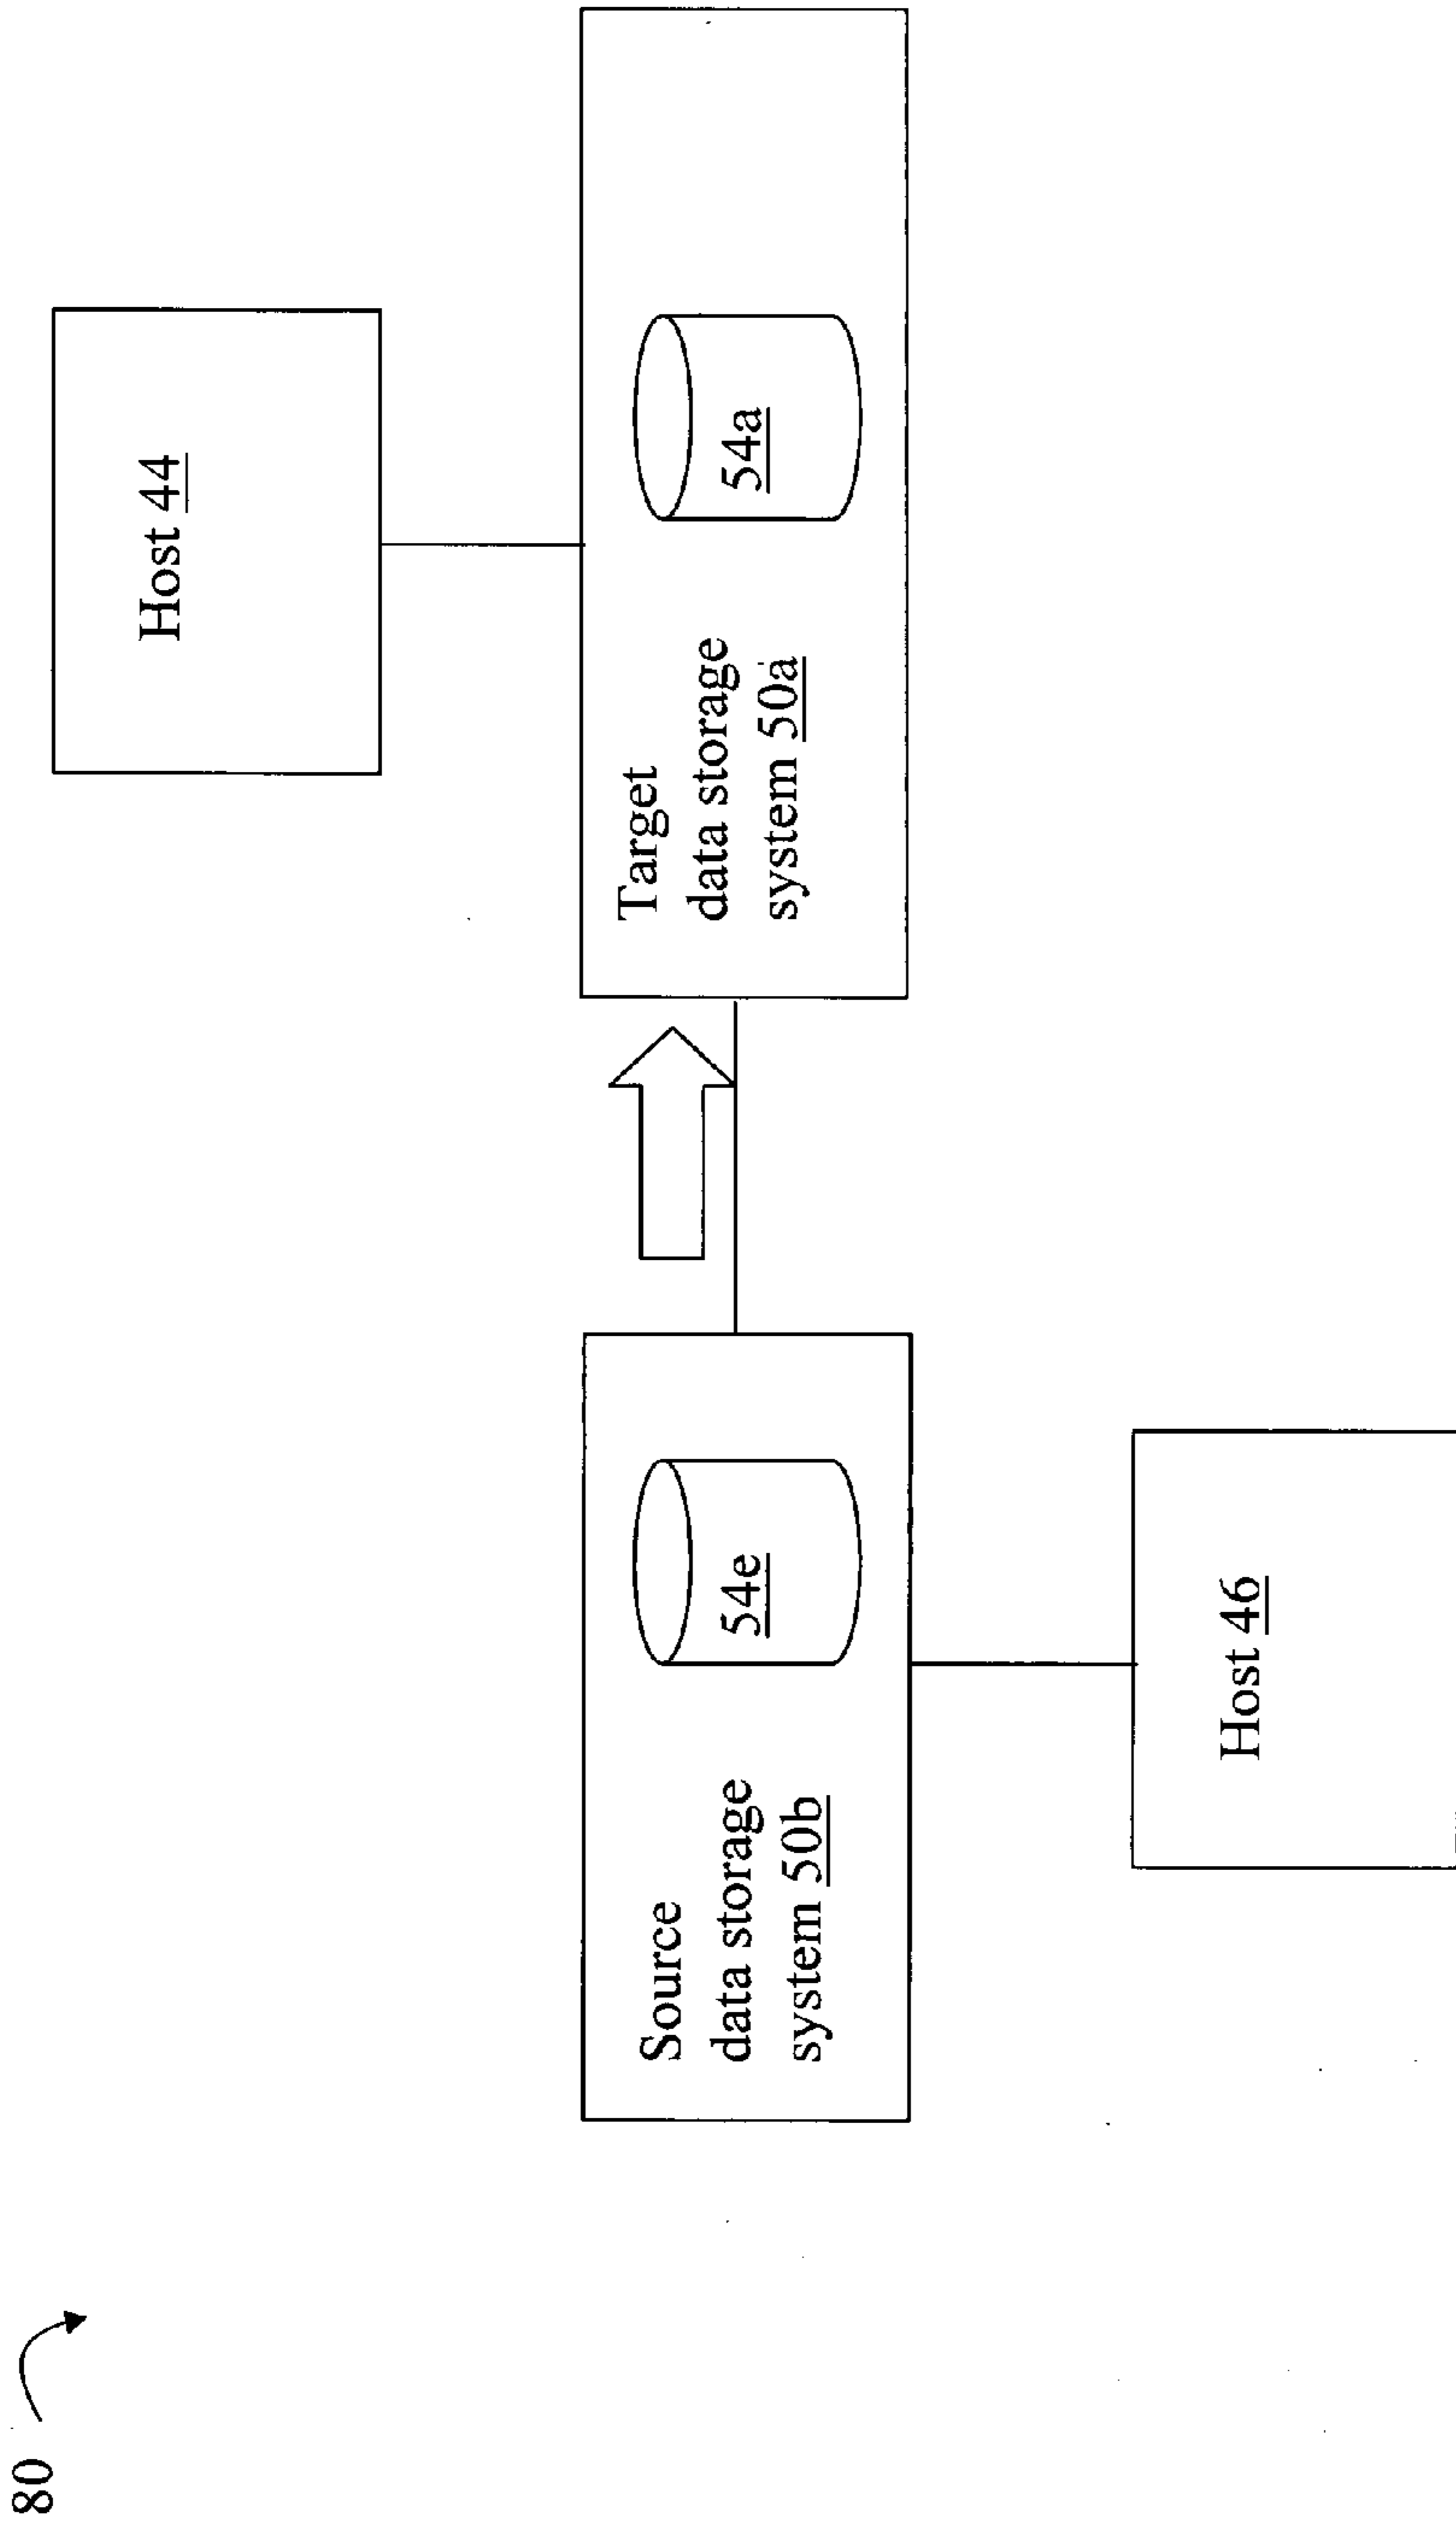 80
Host 44
Target
data storage
system 50a
54a
Source
data storage
system 50b
54e
Host 46